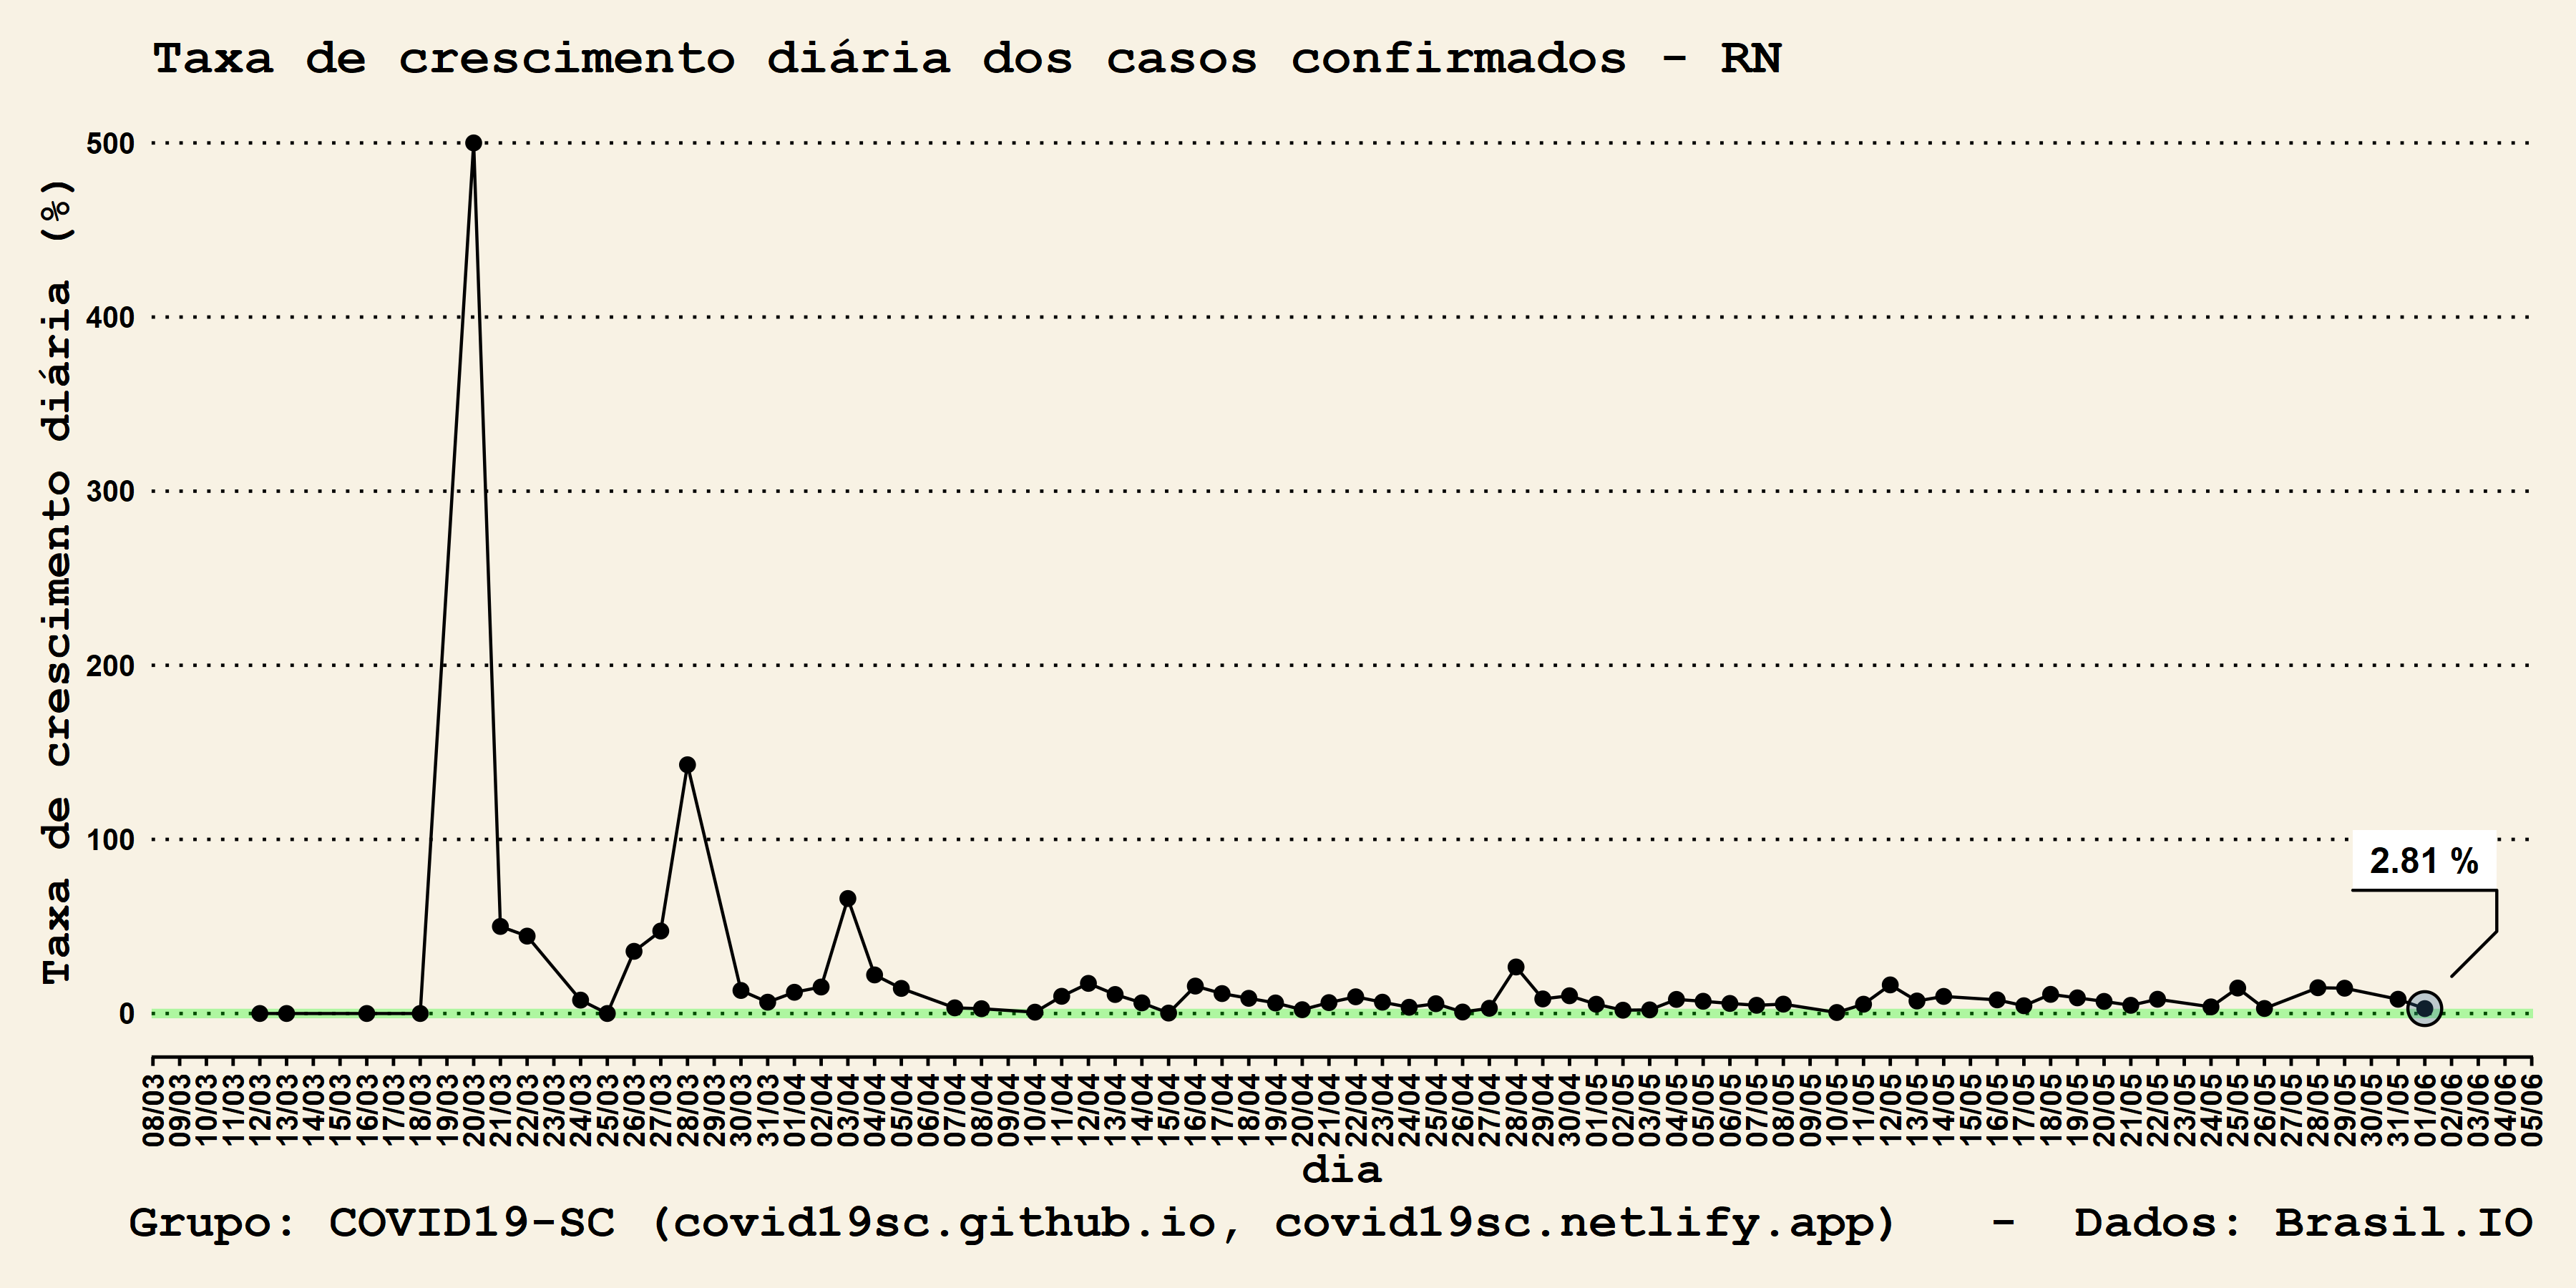 Taxa de crescimento diária dos casos confirmados - RN
Taxa de crescimento diária (%)
500
400
300
200
100
0
2.81 %
08/03 09/03 10/03 11/03 12/03 13/03 14/03 15/03 16/03 17/03 18/03 19/03 20/03 21/03 22/03 23/03 24/03 25/03 26/03 27/03 28/03 29/03 30/03 31/03 01/04 02/04 03/04 04/04 05/04 06/04 07/04 08/04 09/04 10/04 11/04 12/04 13/04 14/04 15/04 16/04 17/04 18/04 19/04 20/04 21/04 22/04 23/04 24/04 25/04 26/04 27/04 28/04 29/04 30/04 01/05 02/05 03/05 04/05 05/05 06/05 07/05 08/05 09/05 10/05 11/05 12/05 13/05 14/05 15/05 16/05 17/05 18/05 19/05 20/05 21/05 22/05 23/05 24/05 25/05 26/05 27/05 28/05 29/05 30/05 31/05 01/06 02/06 03/06 04/06 05/06
dia
Grupo: COVID19-SC (covid19sc.github.io, covid19sc.netlify.app) - Dados: Brasil.IO